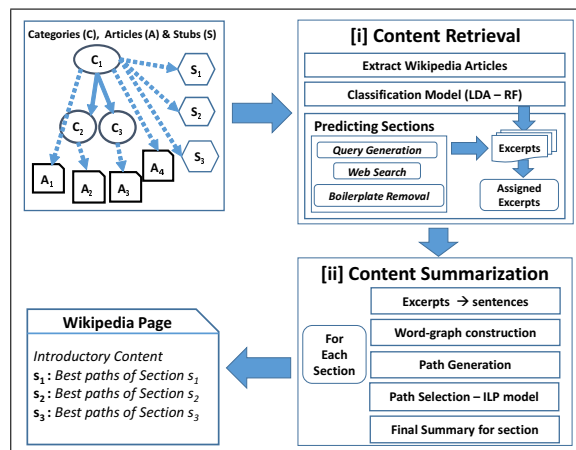 Categories (C), Articles (A) & Stubs (S)
C1
S1
S2
S3
C2
C3
A1
A2
A3
A4
[i] Content Retrieval
Extract Wikipedia Articles
Classification Model (LDA – RF)
Predicting Sections
Query Generation
Web Search
Boilerplate Removal
Excerpts
Assigned
Excerpts
[ii] Content Summarization
For
Each
Section
Excerpts → sentences
Word-graph construction
Path Generation
Path Selection – ILP model
Final Summary for section
Wikipedia Page
Introductory Content
s1 : Best paths of Section s1
s2 : Best paths of Section s2
s3 : Best paths of Section s3